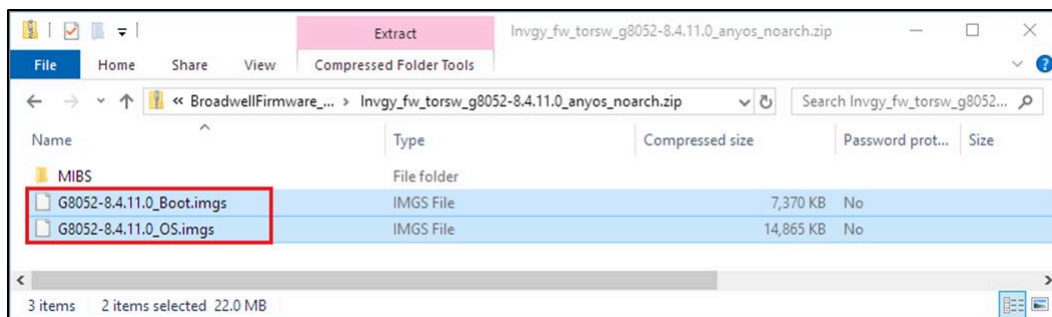 Extract
Invgy_fw_torsw_g8052-8.4.11.0_anyos_noarch.zip
File Home Share View Compressed Folder Tools
« BroadwellFirmware_... › Invgy_fw_torsw_g8052-8.4.11.0_anyos_noarch.zip Search Invgy_fw_torsw_g8052...
Name Type Compressed size Password prot... Size
MIBS File folder
G8052-8.4.11.0_Boot.imgs IMGS File 7,370 KB No
G8052-8.4.11.0_OS.imgs IMGS File 14,865 KB No
3 items 2 items selected 22.0 MB